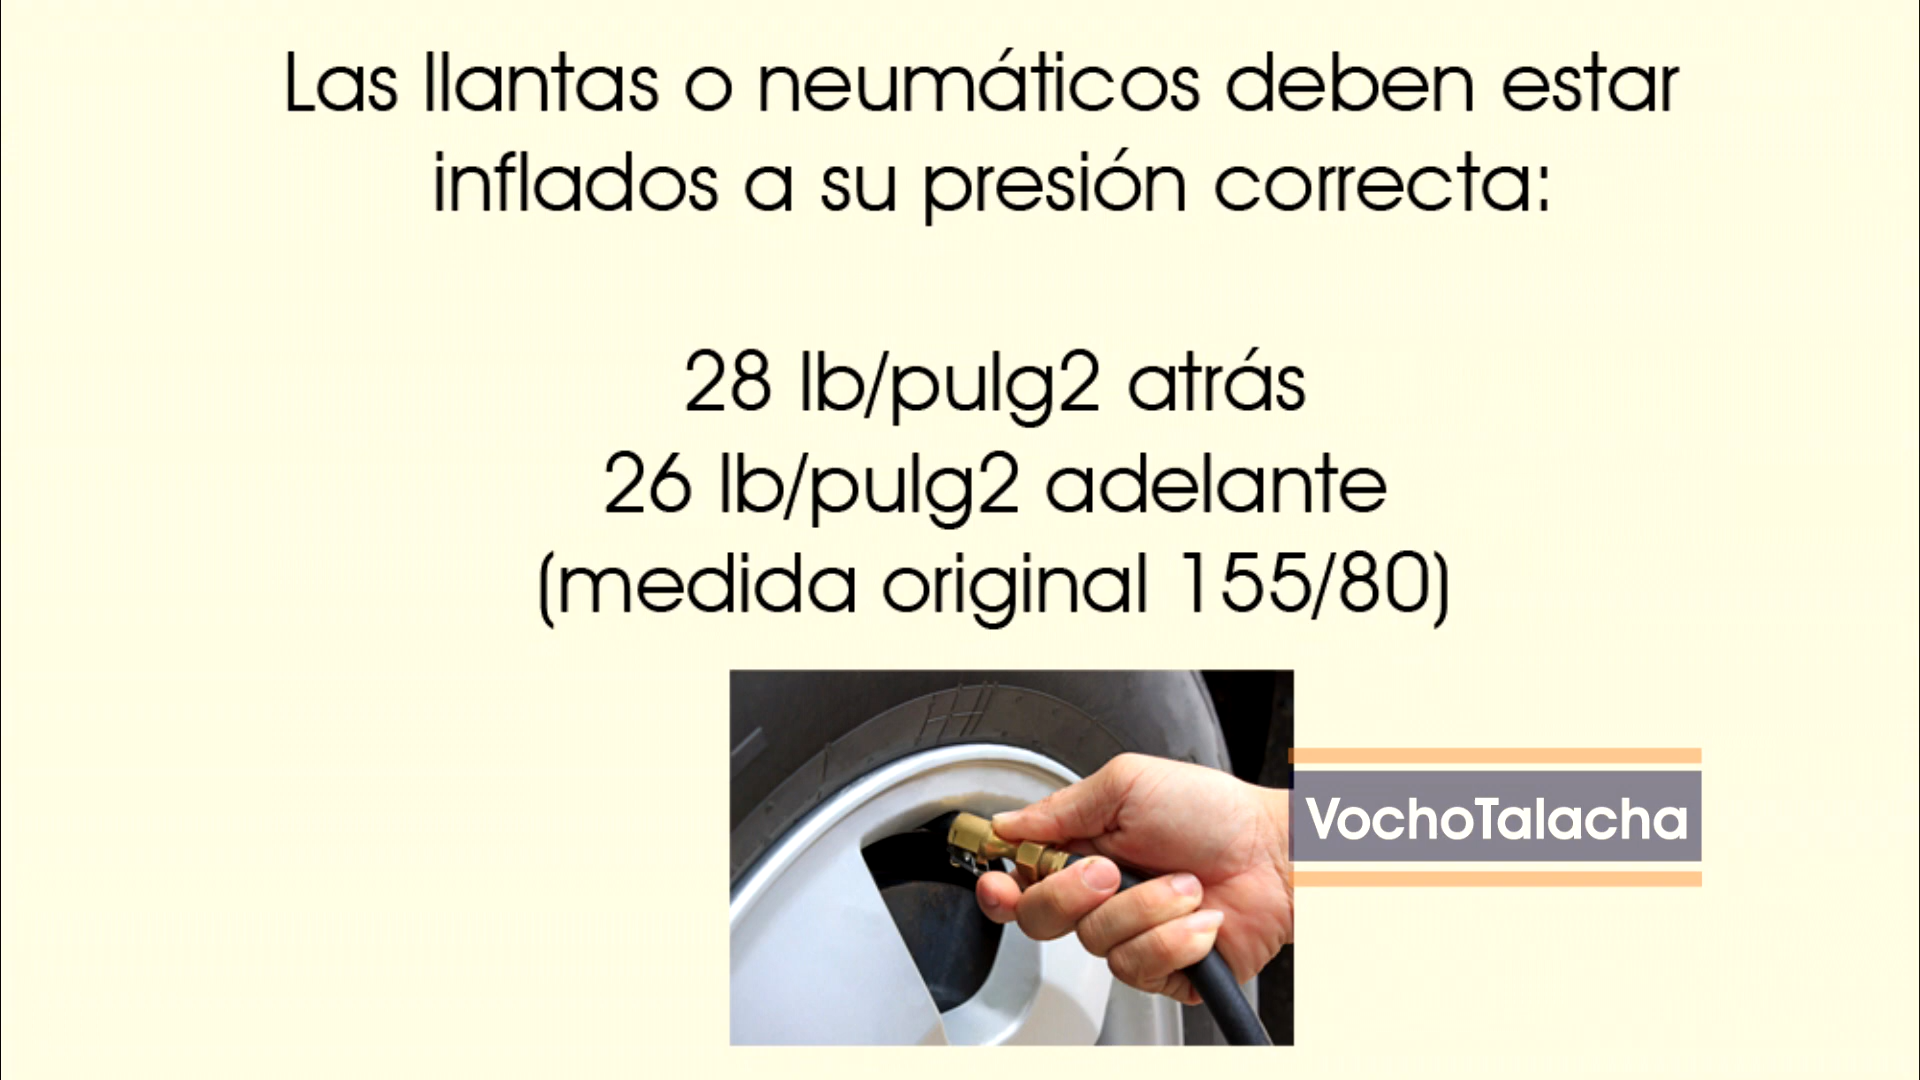 Las llantas o neumáticos deben estar
inflados a su presión correcta:
28 lb/pulg2 atrás
26 lb/pulg2 adelante
(medida original 155/80)
VochoTalacha